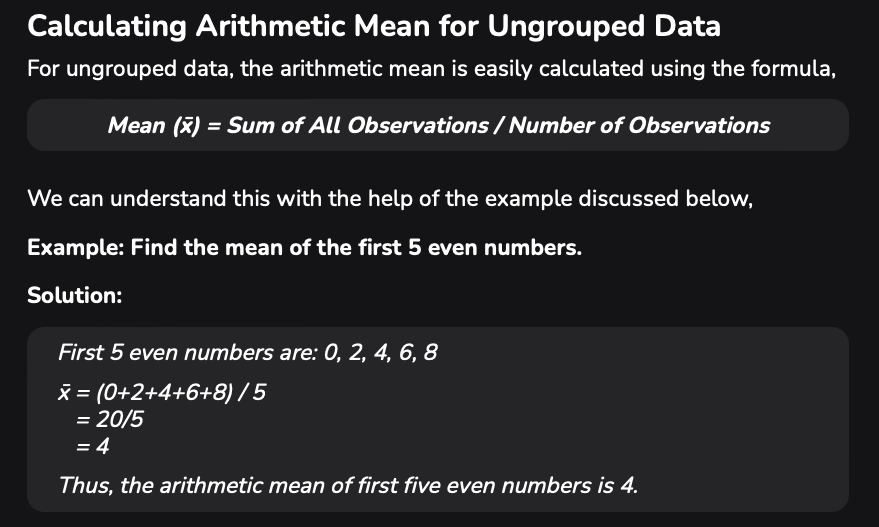 Calculating Arithmetic Mean for Ungrouped Data
For ungrouped data, the arithmetic mean is easily calculated using the formula,
Mean (x̄) = Sum of All Observations / Number of Observations
We can understand this with the help of the example discussed below,
Example: Find the mean of the first 5 even numbers.
Solution:
First 5 even numbers are: 0, 2, 4, 6, 8
x̄ = (0+2+4+6+8) / 5
= 20/5
= 4
Thus, the arithmetic mean of first five even numbers is 4.